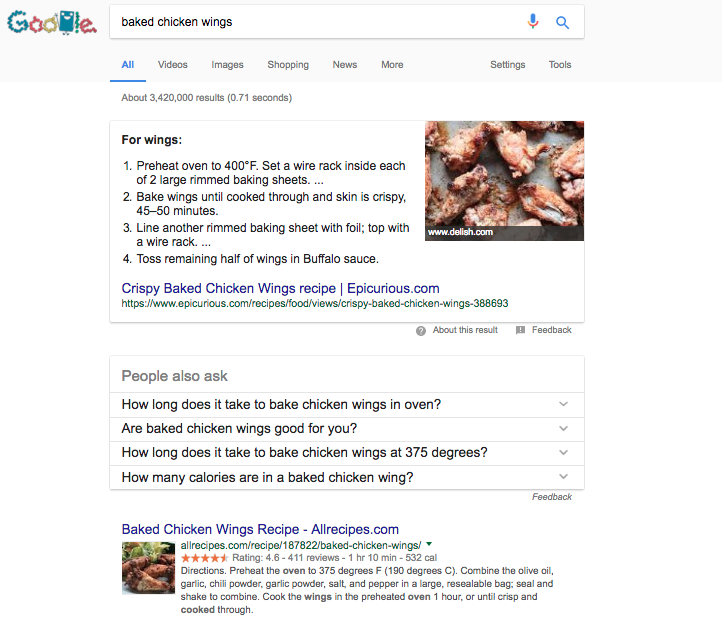 Google
baked chicken wings
All Videos Images Shopping News More Settings Tools
About 3,420,000 results (0.71 seconds)
For wings:
1. Preheat oven to 400°F. Set a wire rack inside each
of 2 large rimmed baking sheets. ...
2. Bake wings until cooked through and skin is crispy,
45–50 minutes.
3. Line another rimmed baking sheet with foil; top with
a wire rack. ...
4. Toss remaining half of wings in Buffalo sauce.
www.delish.com
Crispy Baked Chicken Wings recipe | Epicurious.com
https://www.epicurious.com/recipes/food/views/crispy-baked-chicken-wings-388693
About this result Feedback
People also ask
How long does it take to bake chicken wings in oven?
Are baked chicken wings good for you?
How long does it take to bake chicken wings at 375 degrees?
How many calories are in a baked chicken wing?
Feedback
Baked Chicken Wings Recipe - Allrecipes.com
allrecipes.com/recipe/187822/baked-chicken-wings/
Rating: 4.6 - 411 reviews - 1 hr 10 min - 532 cal
Directions. Preheat the oven to 375 degrees F (190 degrees C). Combine the olive oil,
garlic, chili powder, garlic powder, salt, and pepper in a large, resealable bag; seal and
shake to combine. Cook the wings in the preheated oven 1 hour, or until crisp and
cooked through.